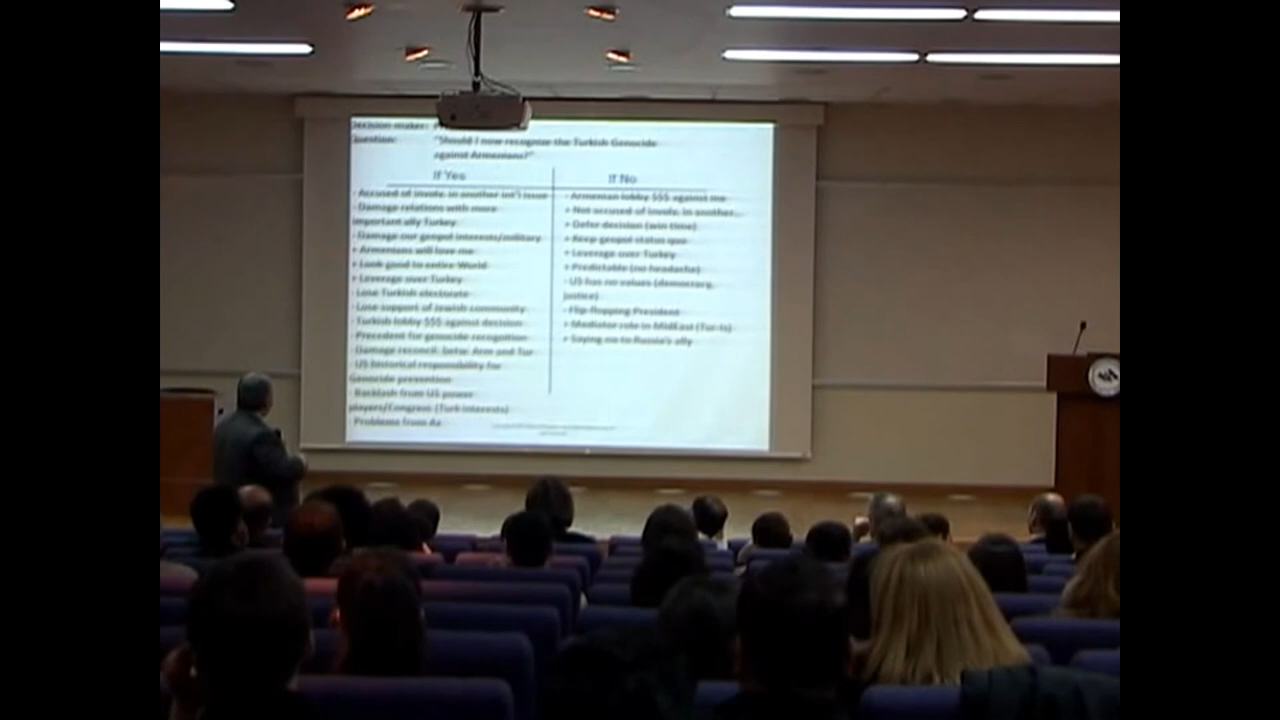 Decision-maker:
Question: "Should I now recognize the Turkish Genocide
against Armenians?"
If Yes
- Accused of involv. in another int'l issue
- Damage relations with more
important ally Turkey
- Damage our geopol interests/military
+ Armenians will love me
+ Look good to entire World
+ Leverage over Turkey
- Lose Turkish electorate
- Lose support of Jewish community
- Turkish lobby $$$ against decision
- Precedent for genocide recognition
- Damage reconcil. betw. Arm and Tur
- US historical responsibility for
Genocide prevention
- Backlash from US power
players/Congress (Turk interests)
- Problems from Az
If No
- Armenian lobby $$$ against me
+ Not accused of involv. in another...
+ Defer decision (win time)
+ Keep geopol status quo
+ Leverage over Turkey
+ Predictable (no headache)
- US has no values (democracy,
justice)
- Flip-flopping President
+ Mediator role in MidEast (Tur-Is)
+ Saying no to Russia's ally